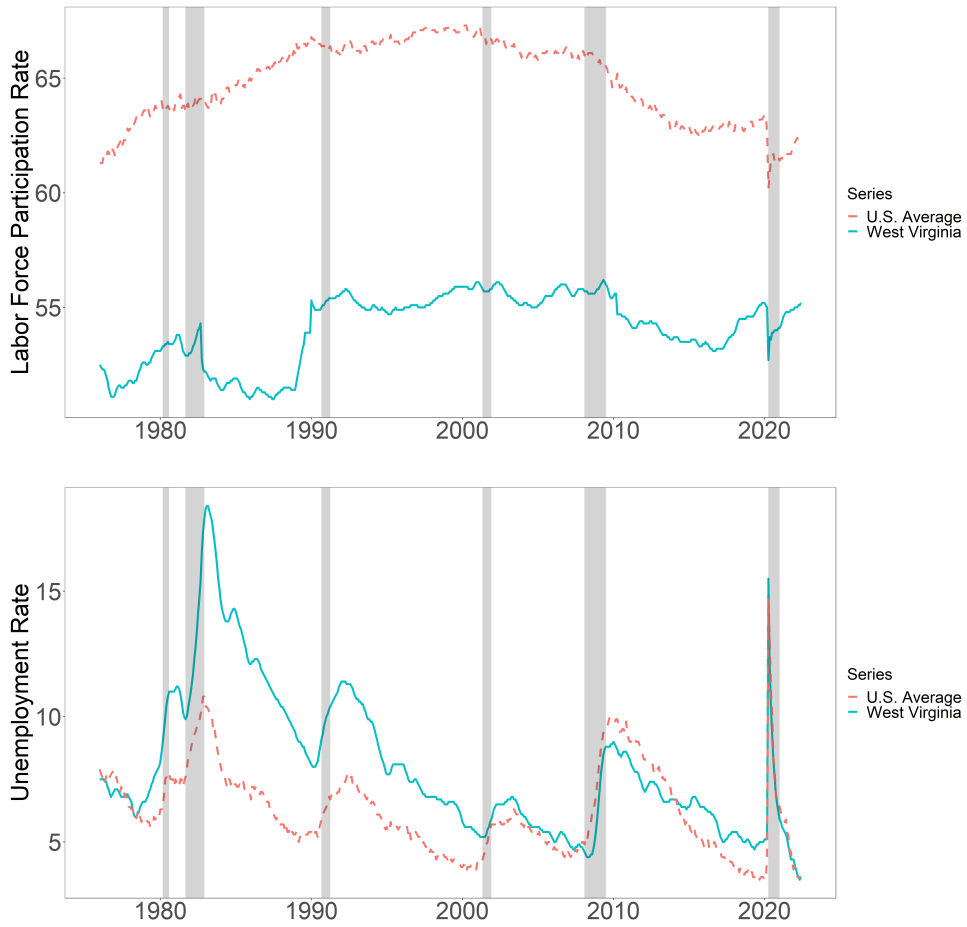 Labor Force Participation Rate
65
60
55
1980 1990 2000 2010 2020
Series
U.S. Average
West Virginia
Unemployment Rate
15
10
5
1980 1990 2000 2010 2020
Series
U.S. Average
West Virginia